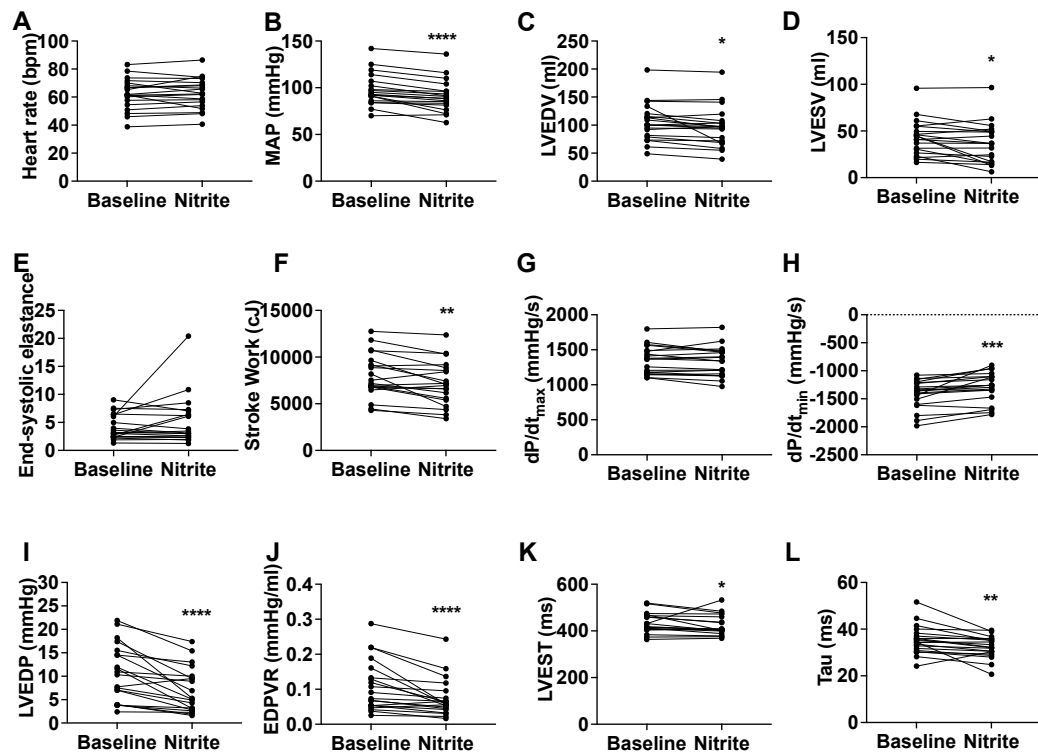 A
Heart rate (bpm)
100
80
60
40
20
0
Baseline Nitrite
B
MAP (mmHg)
150
100
50
0
****
Baseline Nitrite
C
LVEDV (ml)
250
200
150
100
50
0
*
Baseline Nitrite
D
LVESV (ml)
150
100
50
0
*
Baseline Nitrite
E
End-systolic elastance
25
20
15
10
5
0
Baseline Nitrite
F
Stroke Work (cJ)
15000
10000
5000
0
**
Baseline Nitrite
G
dP/dtmax (mmHg/s)
2000
1500
1000
500
0
Baseline Nitrite
H
dP/dtmin (mmHg/s)
0
-500
-1000
-1500
-2000
-2500
***
Baseline Nitrite
I
LVEDP (mmHg)
30
25
20
15
10
5
0
****
Baseline Nitrite
J
EDPVR (mmHg/ml)
0.4
0.3
0.2
0.1
0.0
****
Baseline Nitrite
K
LVEST (ms)
600
400
200
0
*
Baseline Nitrite
L
Tau (ms)
60
40
20
0
**
Baseline Nitrite